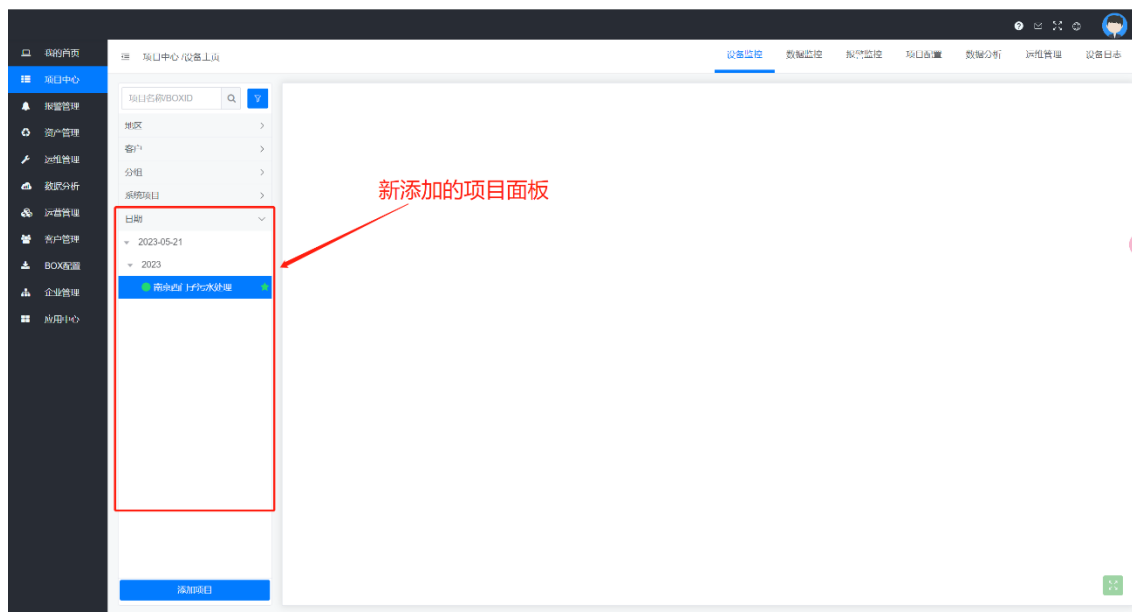 我的首页
项目中心
报警管理
资产管理
运维管理
数据分析
运营管理
客户管理
BOX配置
企业管理
应用中心
项目中心 /设备主页
设备监控 数据监控 报警监控 项目配置 数据分析 运维管理 设备日志
项目名称/BOXID
地区
客户
分组
系统项目
日期
2023-05-21
2023
南京西门子污水处理
添加项目
新添加的项目面板